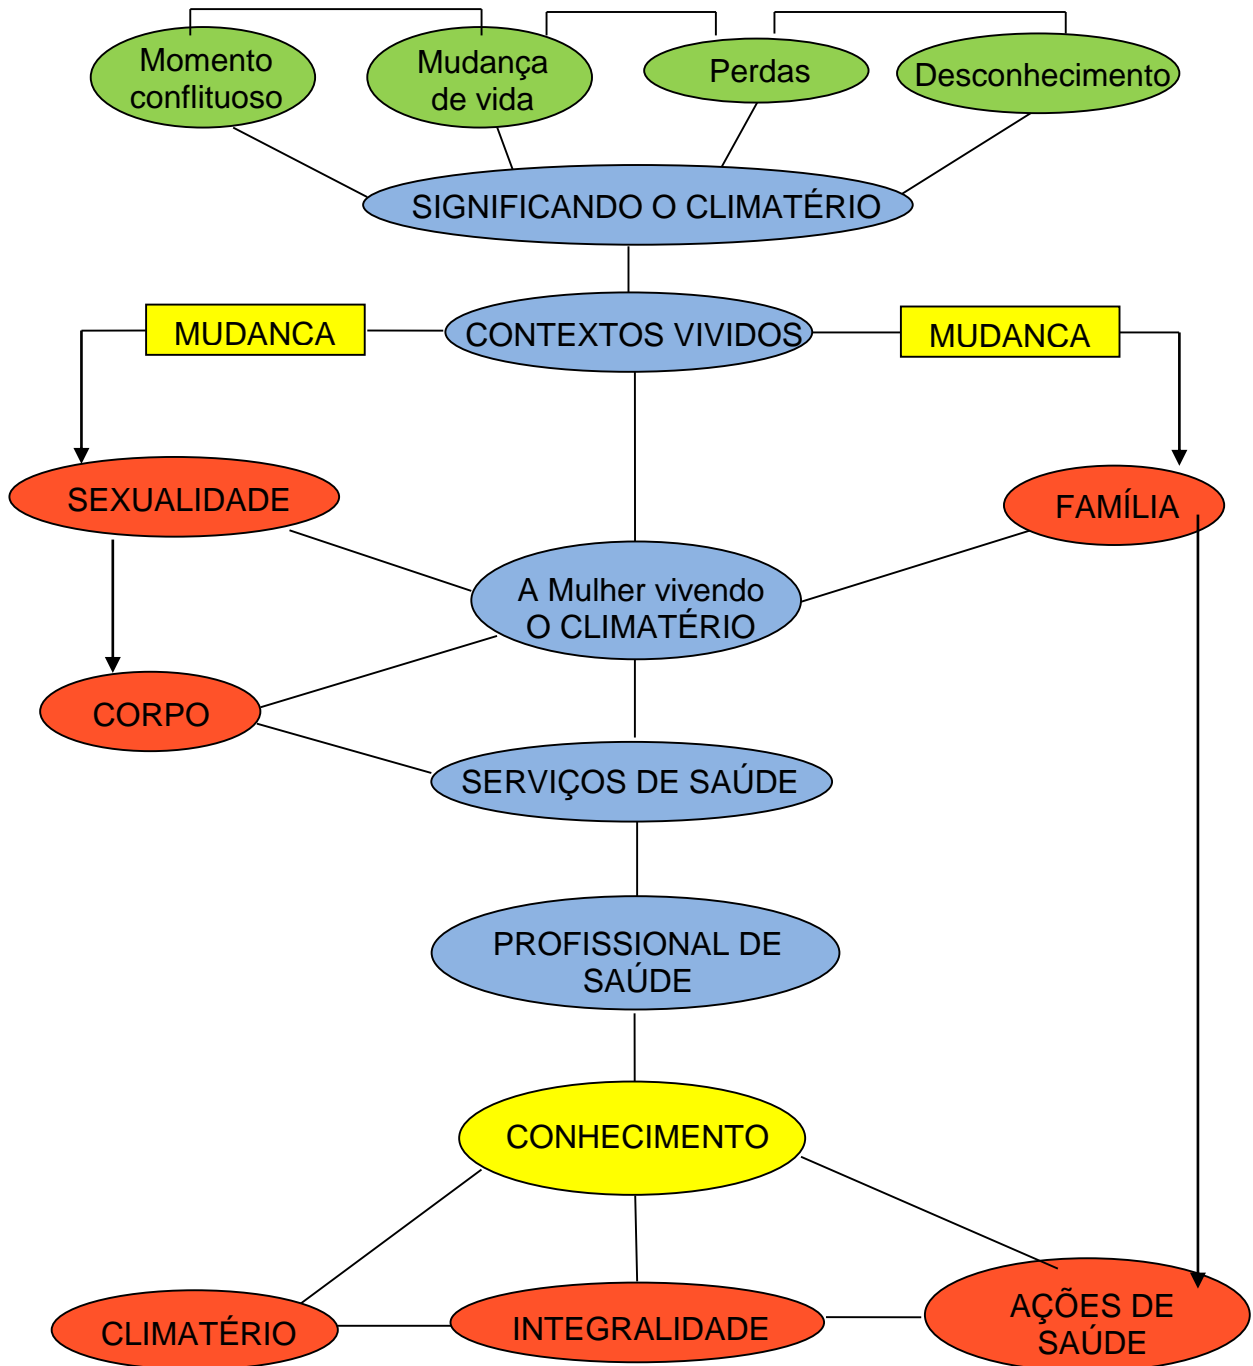 Momento
conflituoso
Mudança
de vida
Perdas
Desconhecimento
SIGNIFICANDO O CLIMATÉRIO
MUDANCA
CONTEXTOS VIVIDOS
MUDANCA
SEXUALIDADE
FAMÍLIA
A Mulher vivendo
O CLIMATÉRIO
CORPO
SERVIÇOS DE SAÚDE
PROFISSIONAL DE
SAÚDE
CONHECIMENTO
CLIMATÉRIO
INTEGRALIDADE
AÇÕES DE
SAÚDE